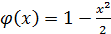 φ(x) = 1 − x²/2